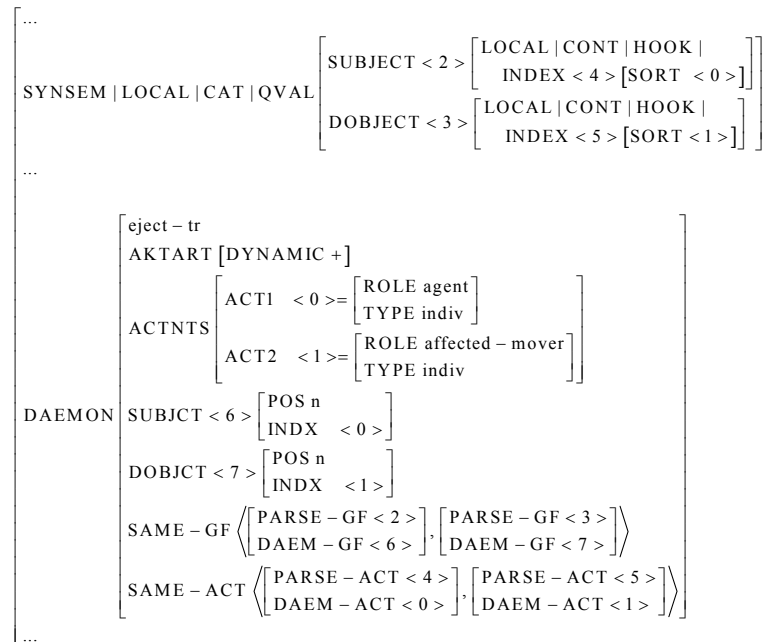 ...
SYNSEM | LOCAL | CAT | QVAL [ SUBJECT < 2 > [ LOCAL | CONT | HOOK |
INDEX < 4 > [SORT < 0 >] ]
DOBJECT < 3 > [ LOCAL | CONT | HOOK |
INDEX < 5 > [SORT < 1 >] ] ]
...
eject – tr
AKTART [DYNAMIC +]
ACTNTS [ ACT1 < 0 >= [ ROLE agent
TYPE indiv ]
ACT2 < 1 >= [ ROLE affected – mover
TYPE indiv ] ]
DAEMON SUBJCT < 6 > [ POS n
INDX < 0 > ]
DOBJCT < 7 > [ POS n
INDX < 1 > ]
SAME – GF ⟨ [ PARSE – GF < 2 >
DAEM – GF < 6 > ] , [ PARSE – GF < 3 >
DAEM – GF < 7 > ] ⟩
SAME – ACT ⟨ [ PARSE – ACT < 4 >
DAEM – ACT < 0 > ] , [ PARSE – ACT < 5 >
DAEM – ACT < 1 > ] ⟩
...